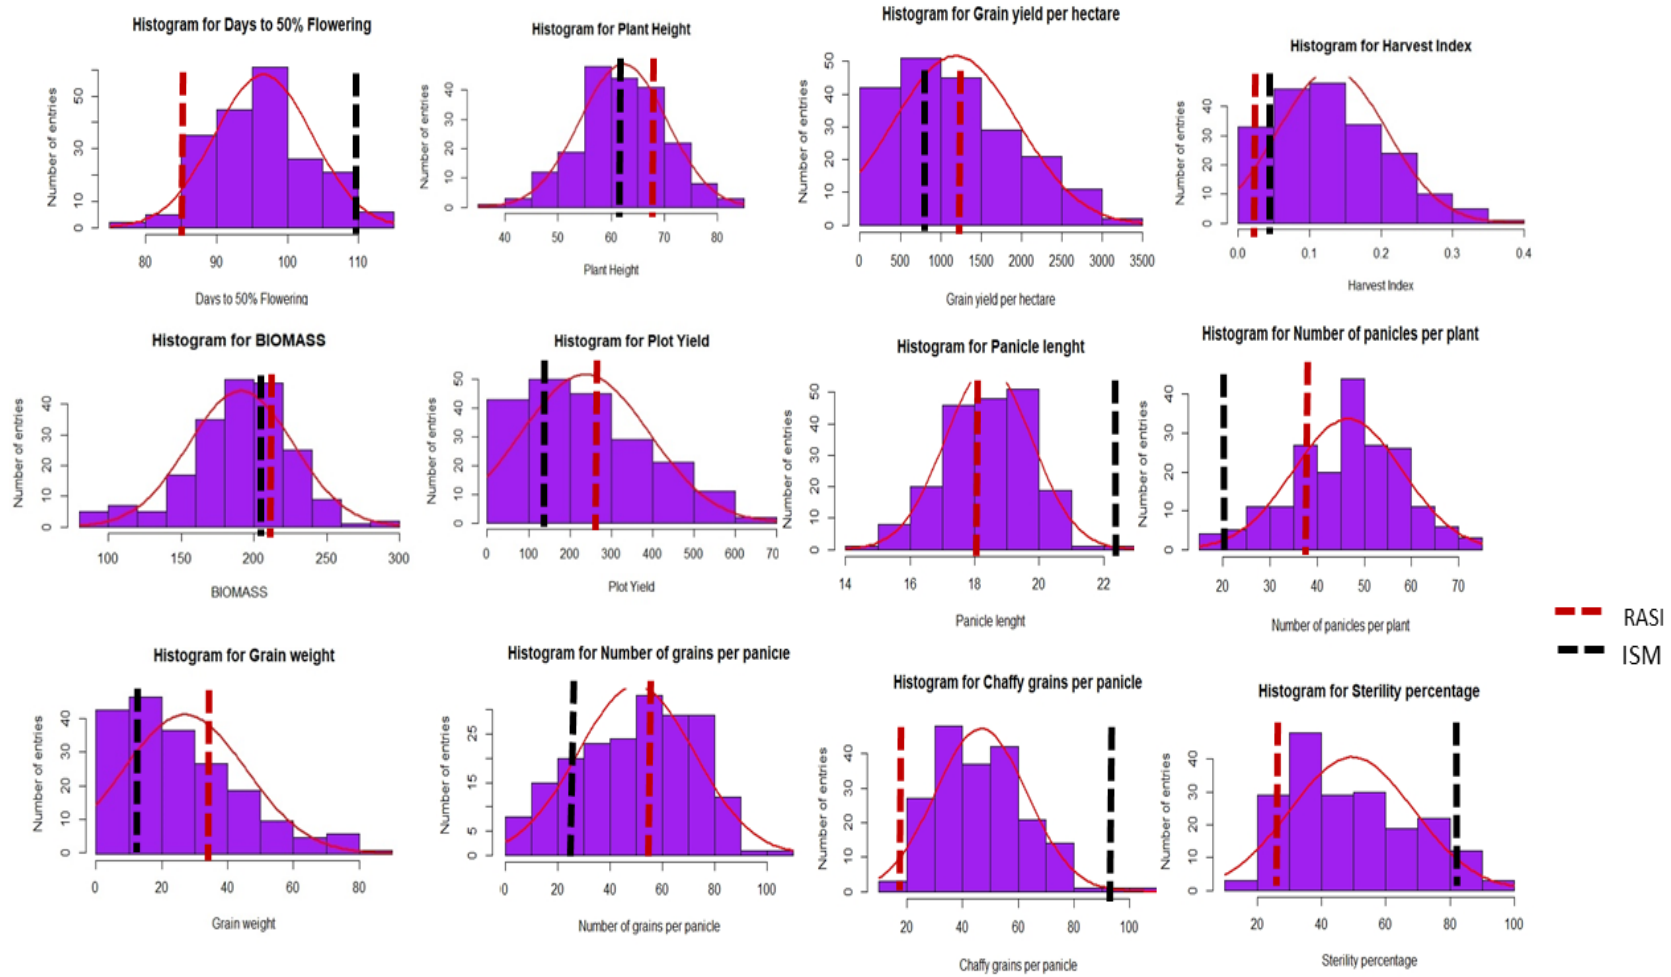 Histogram for Days to 50% Flowering
Number of entries
0 10 30 50
80 90 100 110
Days to 50% Flowering
Histogram for Plant Height
Number of entries
0 10 20 30 40
40 50 60 70 80
Plant Height
Histogram for Grain yield per hectare
Number of entries
0 10 20 30 40 50
0 500 1000 1500 2000 2500 3000 3500
Grain yield per hectare
Histogram for Harvest Index
Number of entries
0 10 20 30 40
0.0 0.1 0.2 0.3 0.4
Harvest Index
Histogram for BIOMASS
Number of entries
0 10 20 30 40
100 150 200 250 300
BIOMASS
Histogram for Plot Yield
Number of entries
0 10 20 30 40 50
0 100 200 300 400 500 600 70
Plot Yield
Histogram for Panicle lenght
Number of entries
0 10 20 30 40 50
14 16 18 20 22
Panicle lenght
Histogram for Number of panicles per plant
Number of entries
0 10 20 30 40
20 30 40 50 60 70
Number of panicles per plant
RASI
ISM
Histogram for Grain weight
Number of entries
0 10 20 30 40
0 20 40 60 80
Grain weight
Histogram for Number of grains per panicle
Number of entries
0 5 15 25
0 20 40 60 80 100
Number of grains per panicle
Histogram for Chaffy grains per panicle
Number of entries
0 10 20 30 40
20 40 60 80 100
Chaffy grains per panicle
Histogram for Sterility percentage
Number of entries
0 10 20 30 40
20 40 60 80 100
Sterility percentage